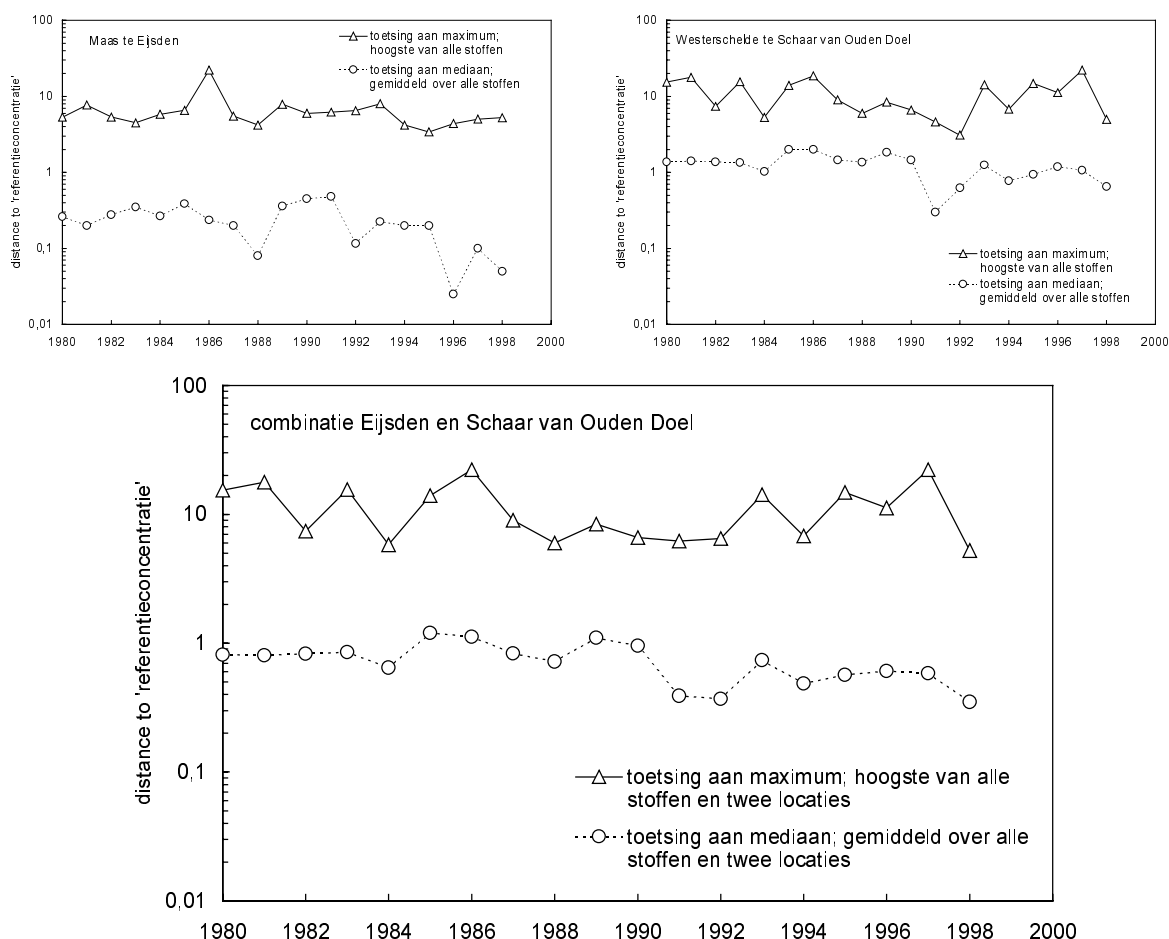 Maas te Eijsden
toetsing aan maximum;
hoogste van alle stoffen
toetsing aan mediaan;
gemiddeld over alle stoffen
distance to 'referentieconcentratie'
100
10
1
0,1
0,01
1980 1982 1984 1986 1988 1990 1992 1994 1996 1998 2000
Westerschelde te Schaar van Ouden Doel
toetsing aan maximum;
hoogste van alle stoffen
toetsing aan mediaan;
gemiddeld over alle stoffen
distance to 'referentieconcentratie'
100
10
1
0,1
0,01
1980 1982 1984 1986 1988 1990 1992 1994 1996 1998 2000
combinatie Eijsden en Schaar van Ouden Doel
toetsing aan maximum; hoogste van alle
stoffen en twee locaties
toetsing aan mediaan; gemiddeld over alle
stoffen en twee locaties
distance to 'referentieconcentratie'
100
10
1
0,1
0,01
1980 1982 1984 1986 1988 1990 1992 1994 1996 1998 2000